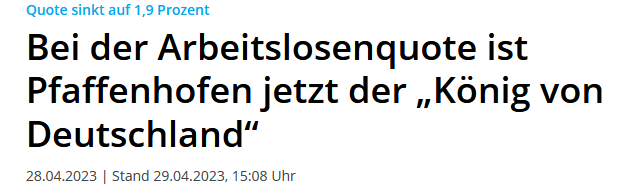 Quote sinkt auf 1,9 Prozent
Bei der Arbeitslosenquote ist
Pfaffenhofen jetzt der „König von
Deutschland“
28.04.2023 | Stand 29.04.2023, 15:08 Uhr